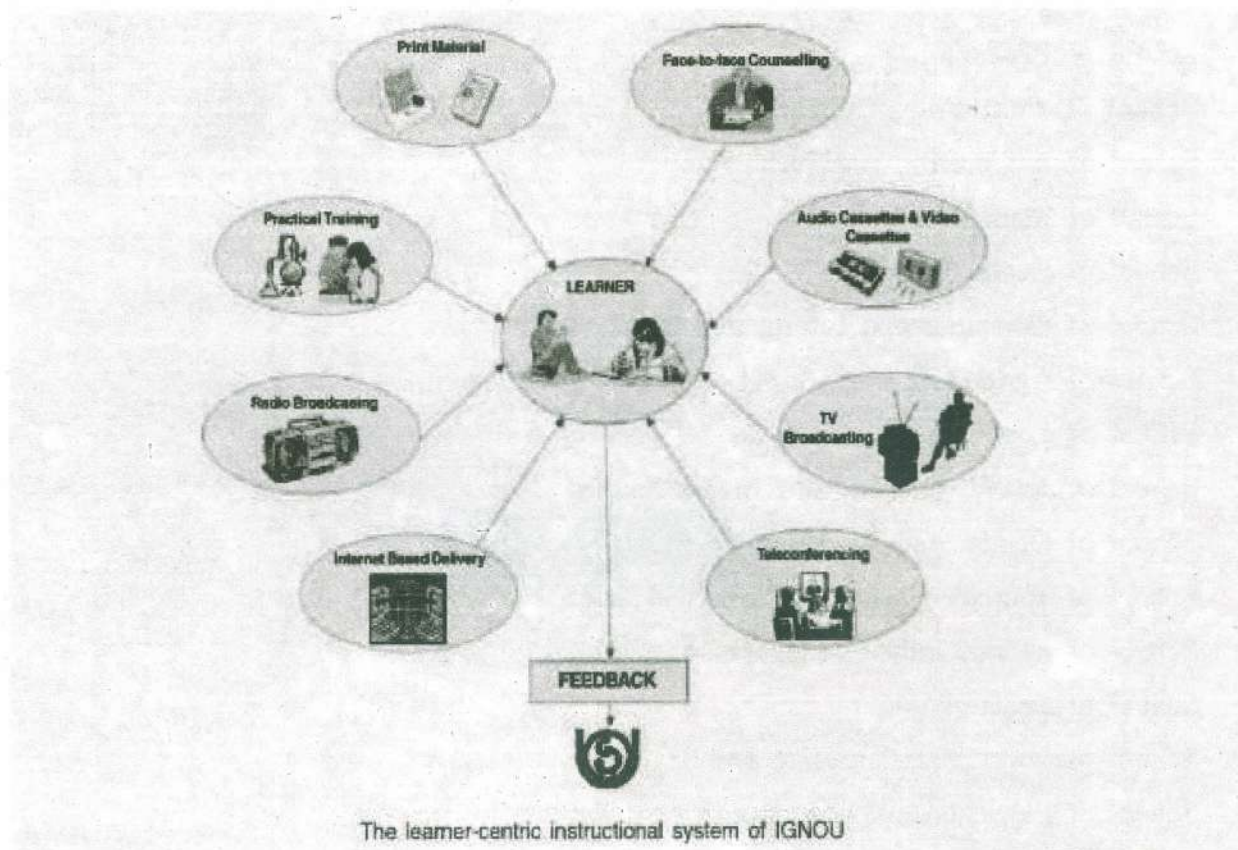 Print Material
Face-to-face Counselling
Practical Training
Audio Cassettes & Video
Cassettes
LEARNER
Radio Broadcasing
TV
Broadcasting
Internet Based Delivery
Teleconferencing
FEEDBACK
The learner-centric instructional system of IGNOU